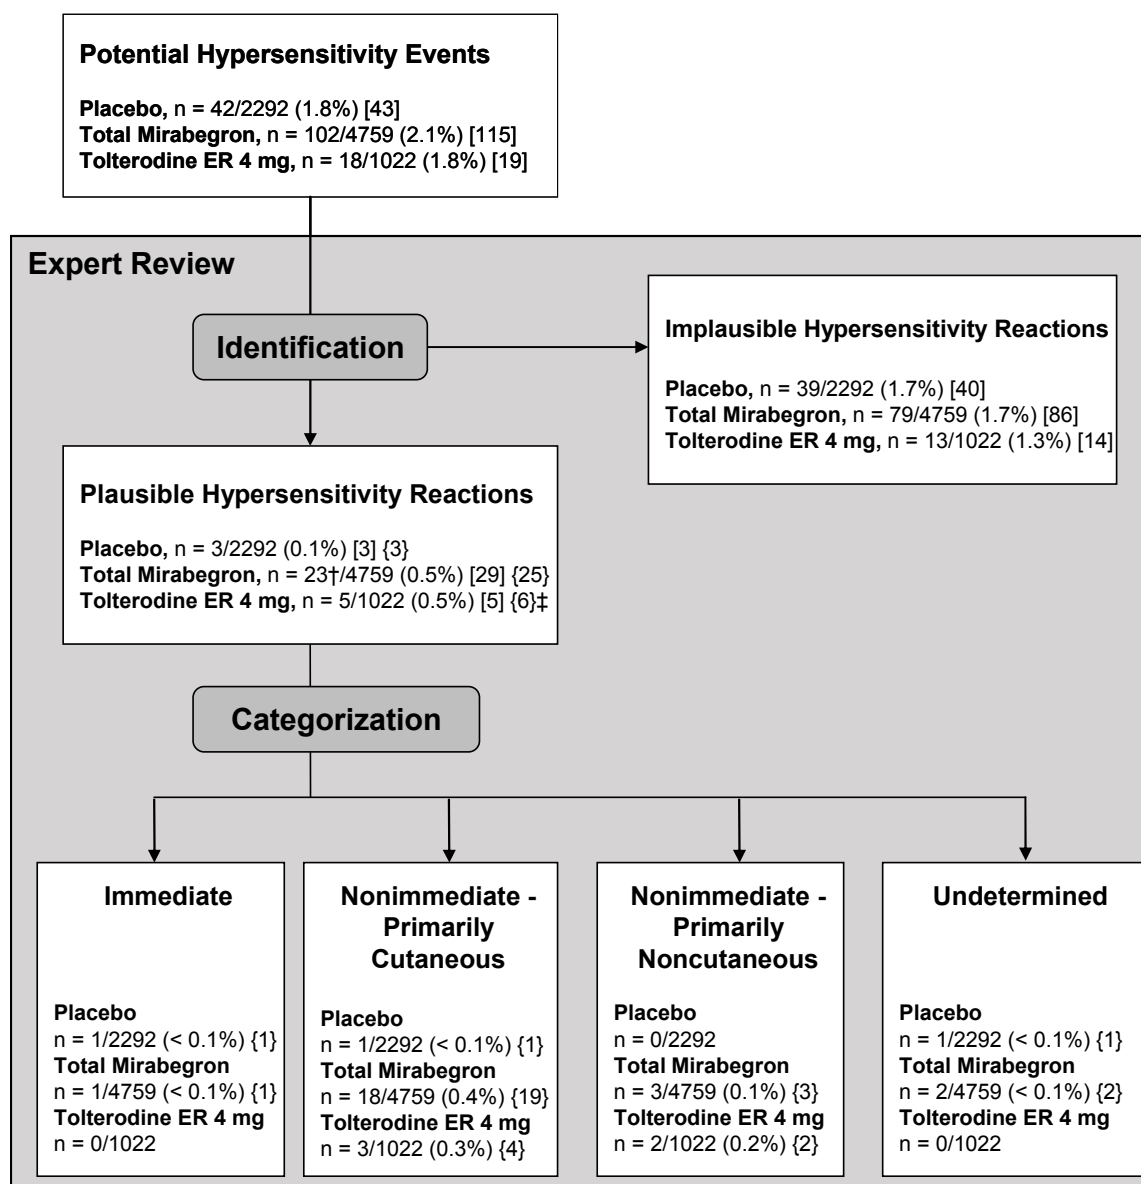 Potential Hypersensitivity Events
Placebo, n = 42/2292 (1.8%) [43]
Total Mirabegron, n = 102/4759 (2.1%) [115]
Tolterodine ER 4 mg, n = 18/1022 (1.8%) [19]
Expert Review
Identification
Implausible Hypersensitivity Reactions
Placebo, n = 39/2292 (1.7%) [40]
Total Mirabegron, n = 79/4759 (1.7%) [86]
Tolterodine ER 4 mg, n = 13/1022 (1.3%) [14]
Plausible Hypersensitivity Reactions
Placebo, n = 3/2292 (0.1%) [3] {3}
Total Mirabegron, n = 23†/4759 (0.5%) [29] {25}
Tolterodine ER 4 mg, n = 5/1022 (0.5%) [5] {6}‡
Categorization
Immediate
Placebo
n = 1/2292 (< 0.1%) {1}
Total Mirabegron
n = 1/4759 (< 0.1%) {1}
Tolterodine ER 4 mg
n = 0/1022
Nonimmediate -
Primarily
Cutaneous
Placebo
n = 1/2292 (< 0.1%) {1}
Total Mirabegron
n = 18/4759 (0.4%) {19}
Tolterodine ER 4 mg
n = 3/1022 (0.3%) {4}
Nonimmediate -
Primarily
Noncutaneous
Placebo
n = 0/2292
Total Mirabegron
n = 3/4759 (0.1%) {3}
Tolterodine ER 4 mg
n = 2/1022 (0.2%) {2}
Undetermined
Placebo
n = 1/2292 (< 0.1%) {1}
Total Mirabegron
n = 2/4759 (< 0.1%) {2}
Tolterodine ER 4 mg
n = 0/1022